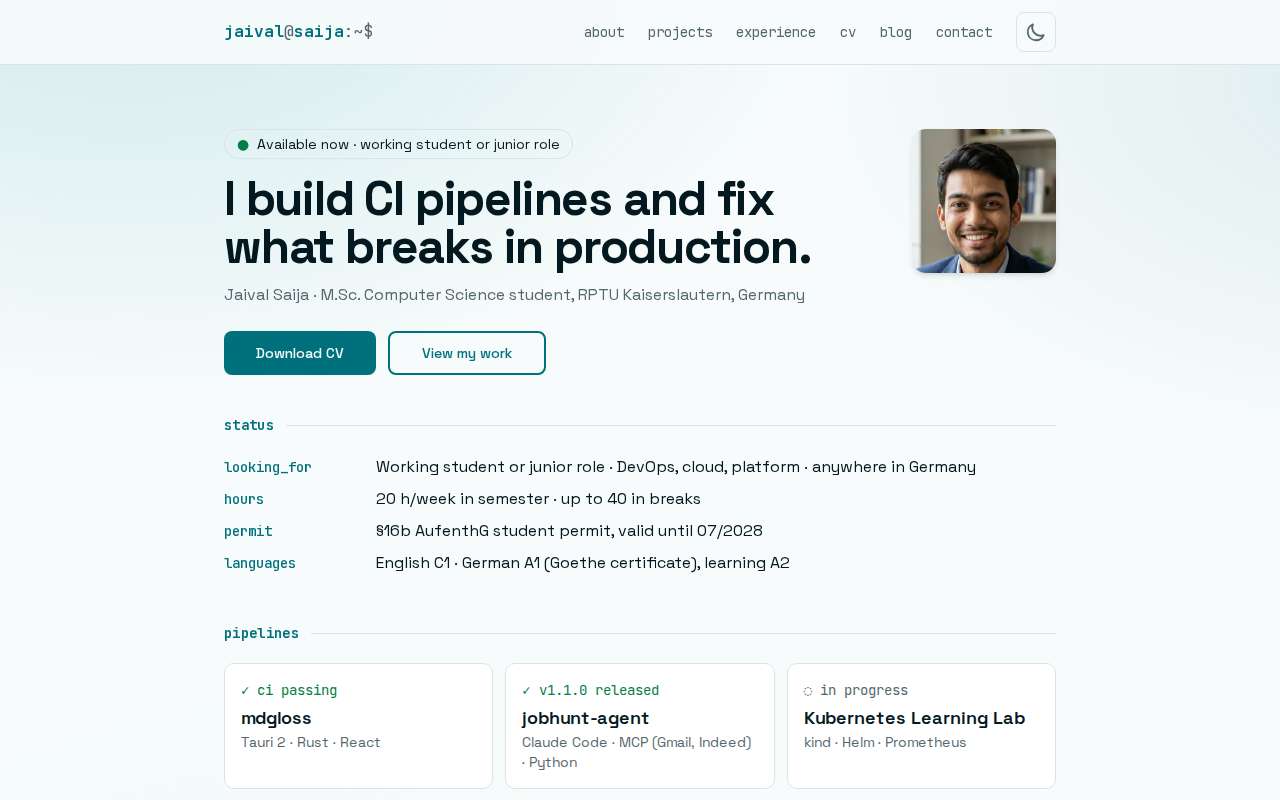 jaival@saija:~$
about projects experience cv blog contact
Available now · working student or junior role
I build CI pipelines and fix
what breaks in production.
Jaival Saija · M.Sc. Computer Science student, RPTU Kaiserslautern, Germany
Download CV View my work
status
looking_for Working student or junior role · DevOps, cloud, platform · anywhere in Germany
hours 20 h/week in semester · up to 40 in breaks
permit §16b AufenthG student permit, valid until 07/2028
languages English C1 · German A1 (Goethe certificate), learning A2
pipelines
✓ ci passing
mdgloss
Tauri 2 · Rust · React
✓ v1.1.0 released
jobhunt-agent
Claude Code · MCP (Gmail, Indeed)
· Python
◌ in progress
Kubernetes Learning Lab
kind · Helm · Prometheus